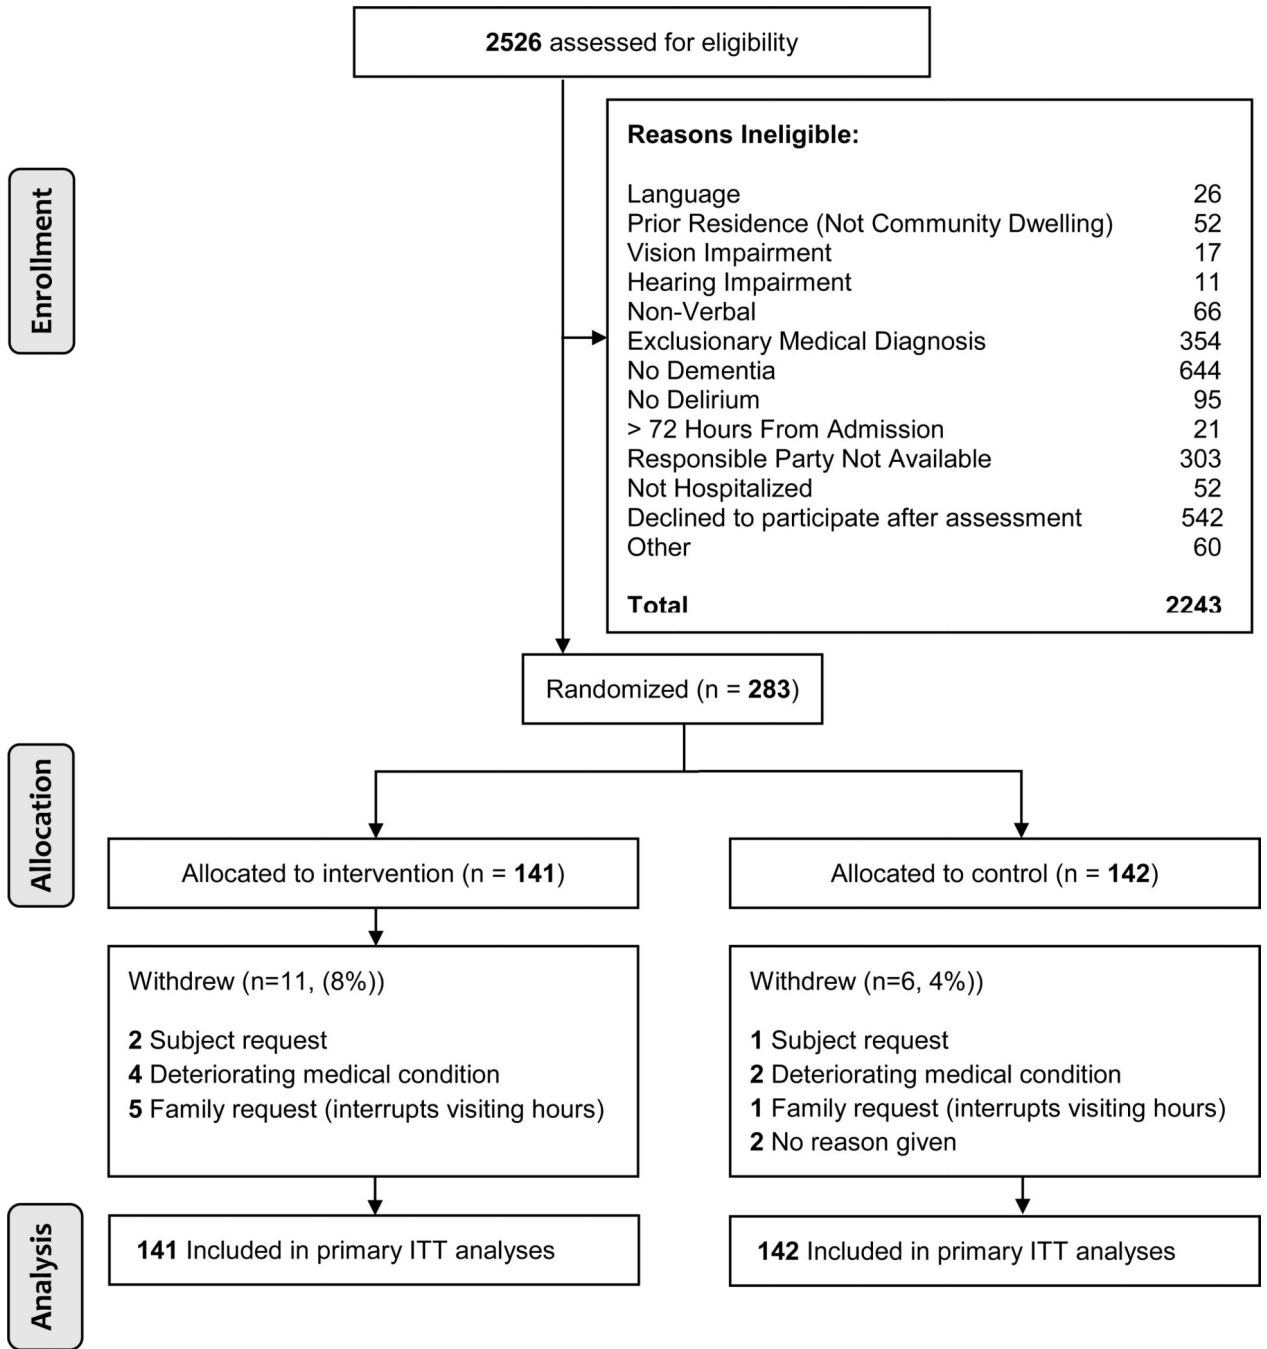 2526 assessed for eligibility
Enrollment
Reasons Ineligible:
Language 26
Prior Residence (Not Community Dwelling) 52
Vision Impairment 17
Hearing Impairment 11
Non-Verbal 66
Exclusionary Medical Diagnosis 354
No Dementia 644
No Delirium 95
> 72 Hours From Admission 21
Responsible Party Not Available 303
Not Hospitalized 52
Declined to participate after assessment 542
Other 60
Total 2243
Randomized (n = 283)
Allocation
Allocated to intervention (n = 141)
Allocated to control (n = 142)
Withdrew (n=11, (8%))
2 Subject request
4 Deteriorating medical condition
5 Family request (interrupts visiting hours)
Withdrew (n=6, 4%))
1 Subject request
2 Deteriorating medical condition
1 Family request (interrupts visiting hours)
2 No reason given
Analysis
141 Included in primary ITT analyses
142 Included in primary ITT analyses